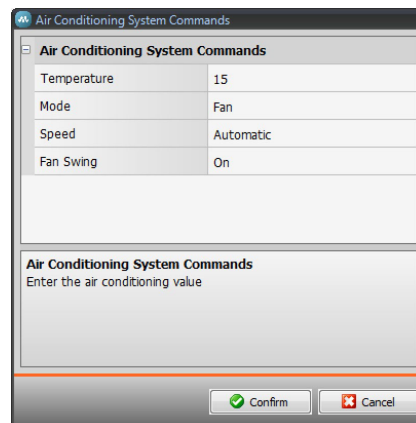 Air Conditioning System Commands
Air Conditioning System Commands
Temperature 15
Mode Fan
Speed Automatic
Fan Swing On
Air Conditioning System Commands
Enter the air conditioning value
Confirm Cancel